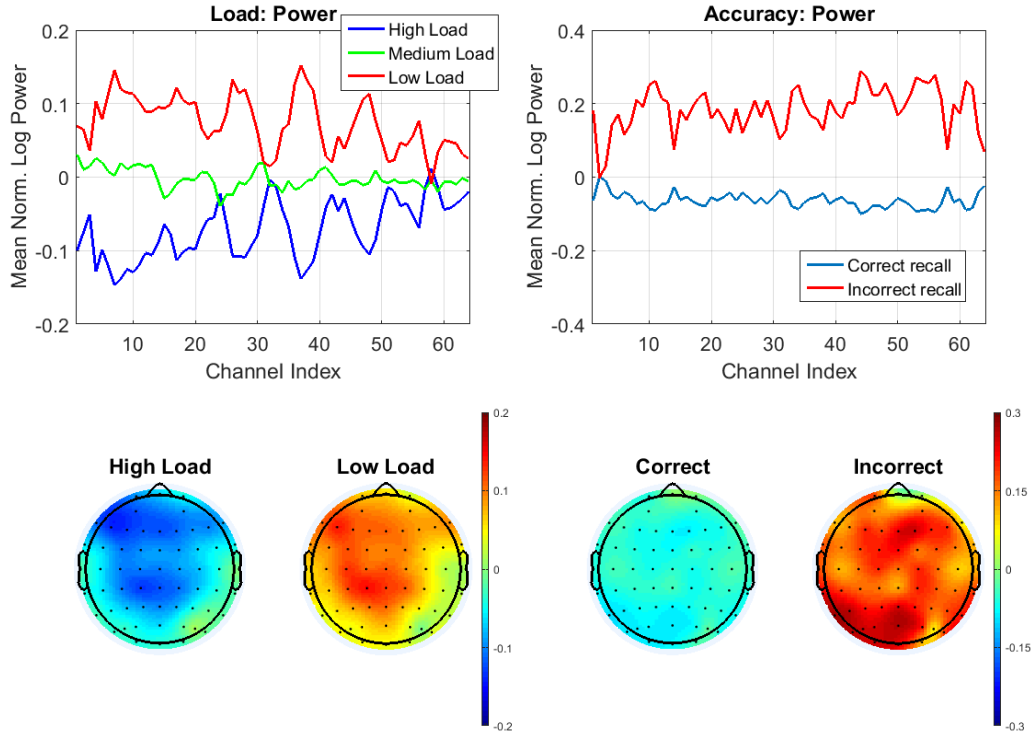 Load: Power
Accuracy: Power
High Load
Medium Load
Low Load
Mean Norm. Log Power
0.2
0.1
0
-0.1
-0.2
10
20
30
40
50
60
Channel Index
Mean Norm. Log Power
0.4
0.2
0
-0.2
-0.4
Correct recall
Incorrect recall
10
20
30
40
50
60
Channel Index
High Load
Low Load
0.2
0.1
0
-0.1
-0.2
Correct
Incorrect
0.3
0.15
0
-0.15
-0.3